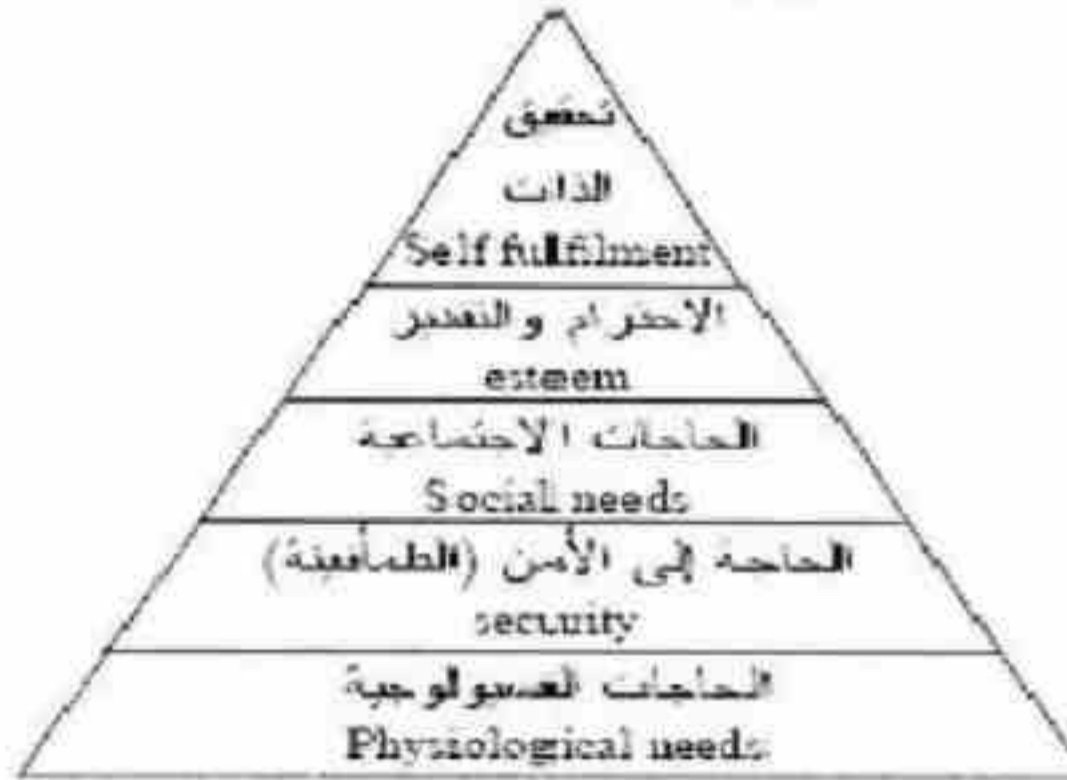 تحقيق
الذات
Self fulfilment
الاحترام والتقدير
esteem
الحاجات الاجتماعية
Social needs
الحاجة إلى الأمن (الطمأنينة)
security
الحاجات الفسيولوجية
Physiological needs